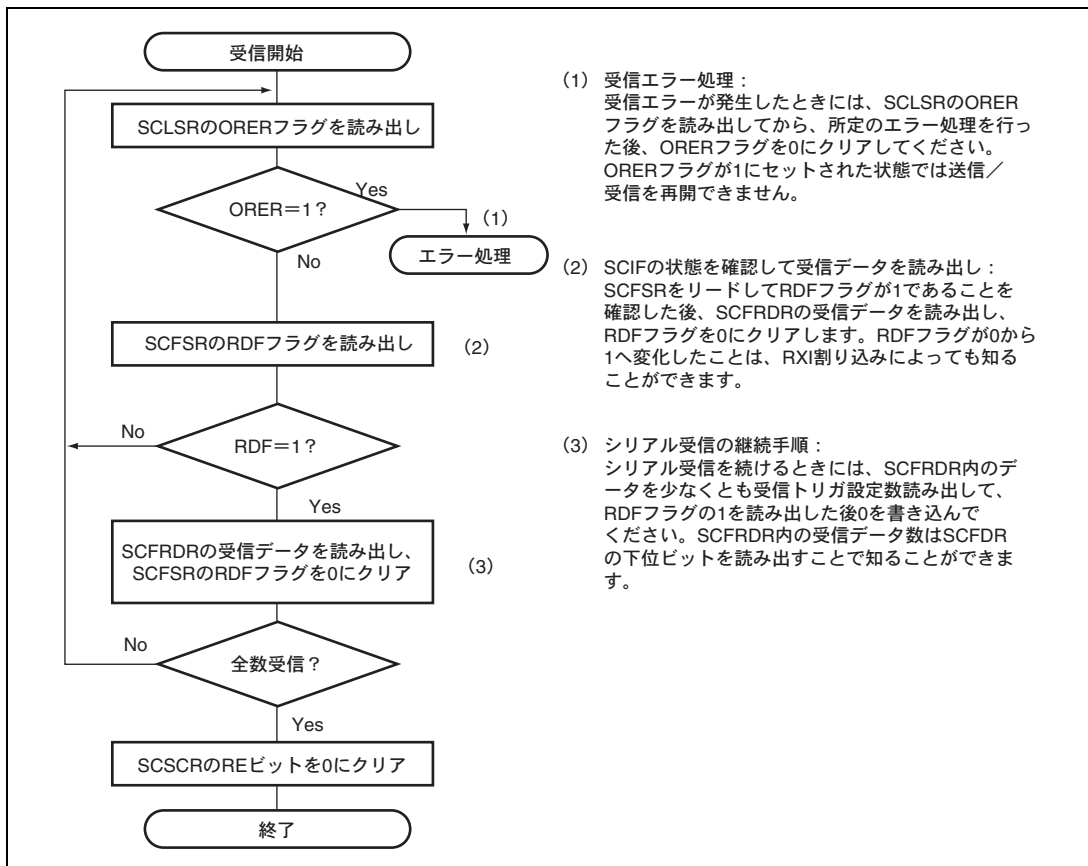 受信開始
SCLSRのORERフラグを読み出し
Yes
ORER＝1？
(1)
エラー処理
No
SCFSRのRDFフラグを読み出し
(2)
No
RDF＝1？
Yes
SCFRDRの受信データを読み出し、
SCFSRのRDFフラグを0にクリア
(3)
No
全数受信？
Yes
SCSCRのREビットを0にクリア
終了
(1) 受信エラー処理：
受信エラーが発生したときには、SCLSRのORER
フラグを読み出してから、所定のエラー処理を行っ
た後、ORERフラグを0にクリアしてください。
ORERフラグが1にセットされた状態では送信／
受信を再開できません。
(2) SCIFの状態を確認して受信データを読み出し：
SCFSRをリードしてRDFフラグが1であることを
確認した後、SCFRDRの受信データを読み出し、
RDFフラグを0にクリアします。RDFフラグが0から
1へ変化したことは、RXI割り込みによっても知る
ことができます。
(3) シリアル受信の継続手順：
シリアル受信を続けるときには、SCFRDR内のデ
ータを少なくとも受信トリガ設定数読み出して、
RDFフラグの1を読み出した後0を書き込んで
ください。SCFRDR内の受信データ数はSCFDR
の下位ビットを読み出すことで知ることができま
す。